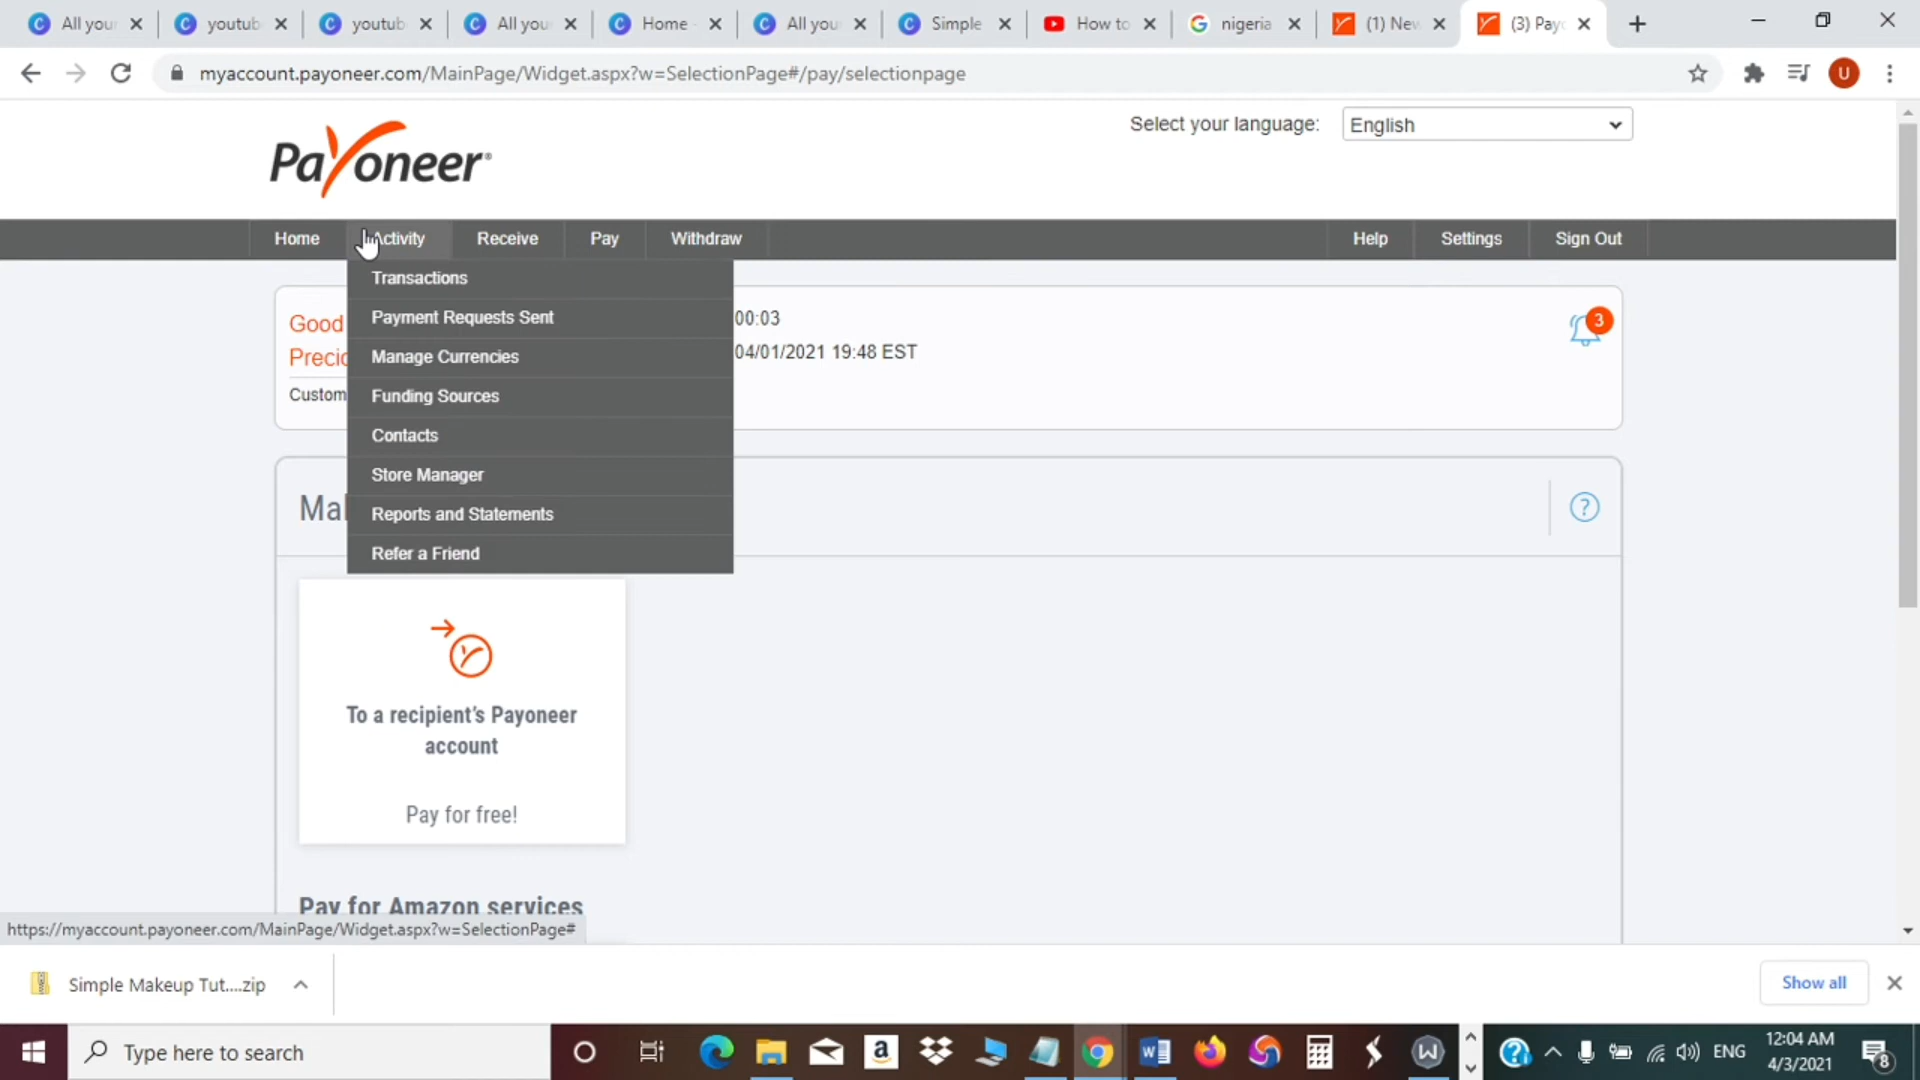 All you
youtub
youtub
All you
Home
All you
Simple
How to
nigeria
(1) Nev
(3) Payo
myaccount.payoneer.com/MainPage/Widget.aspx?w=SelectionPage#/pay/selectionpage
U
Payoneer
Select your language: English
Home Activity Receive Pay Withdraw Help Settings Sign Out
Transactions
Payment Requests Sent
Manage Currencies
Funding Sources
Contacts
Store Manager
Reports and Statements
Refer a Friend
Good 00:03
Precio 04/01/2021 19:48 EST
Custom
3
Mal
?
To a recipient's Payoneer
account
Pay for free!
Pay for Amazon services
https://myaccount.payoneer.com/MainPage/Widget.aspx?w=SelectionPage#
Simple Makeup Tut....zip
Show all
Type here to search
ENG
12:04 AM
4/3/2021
8